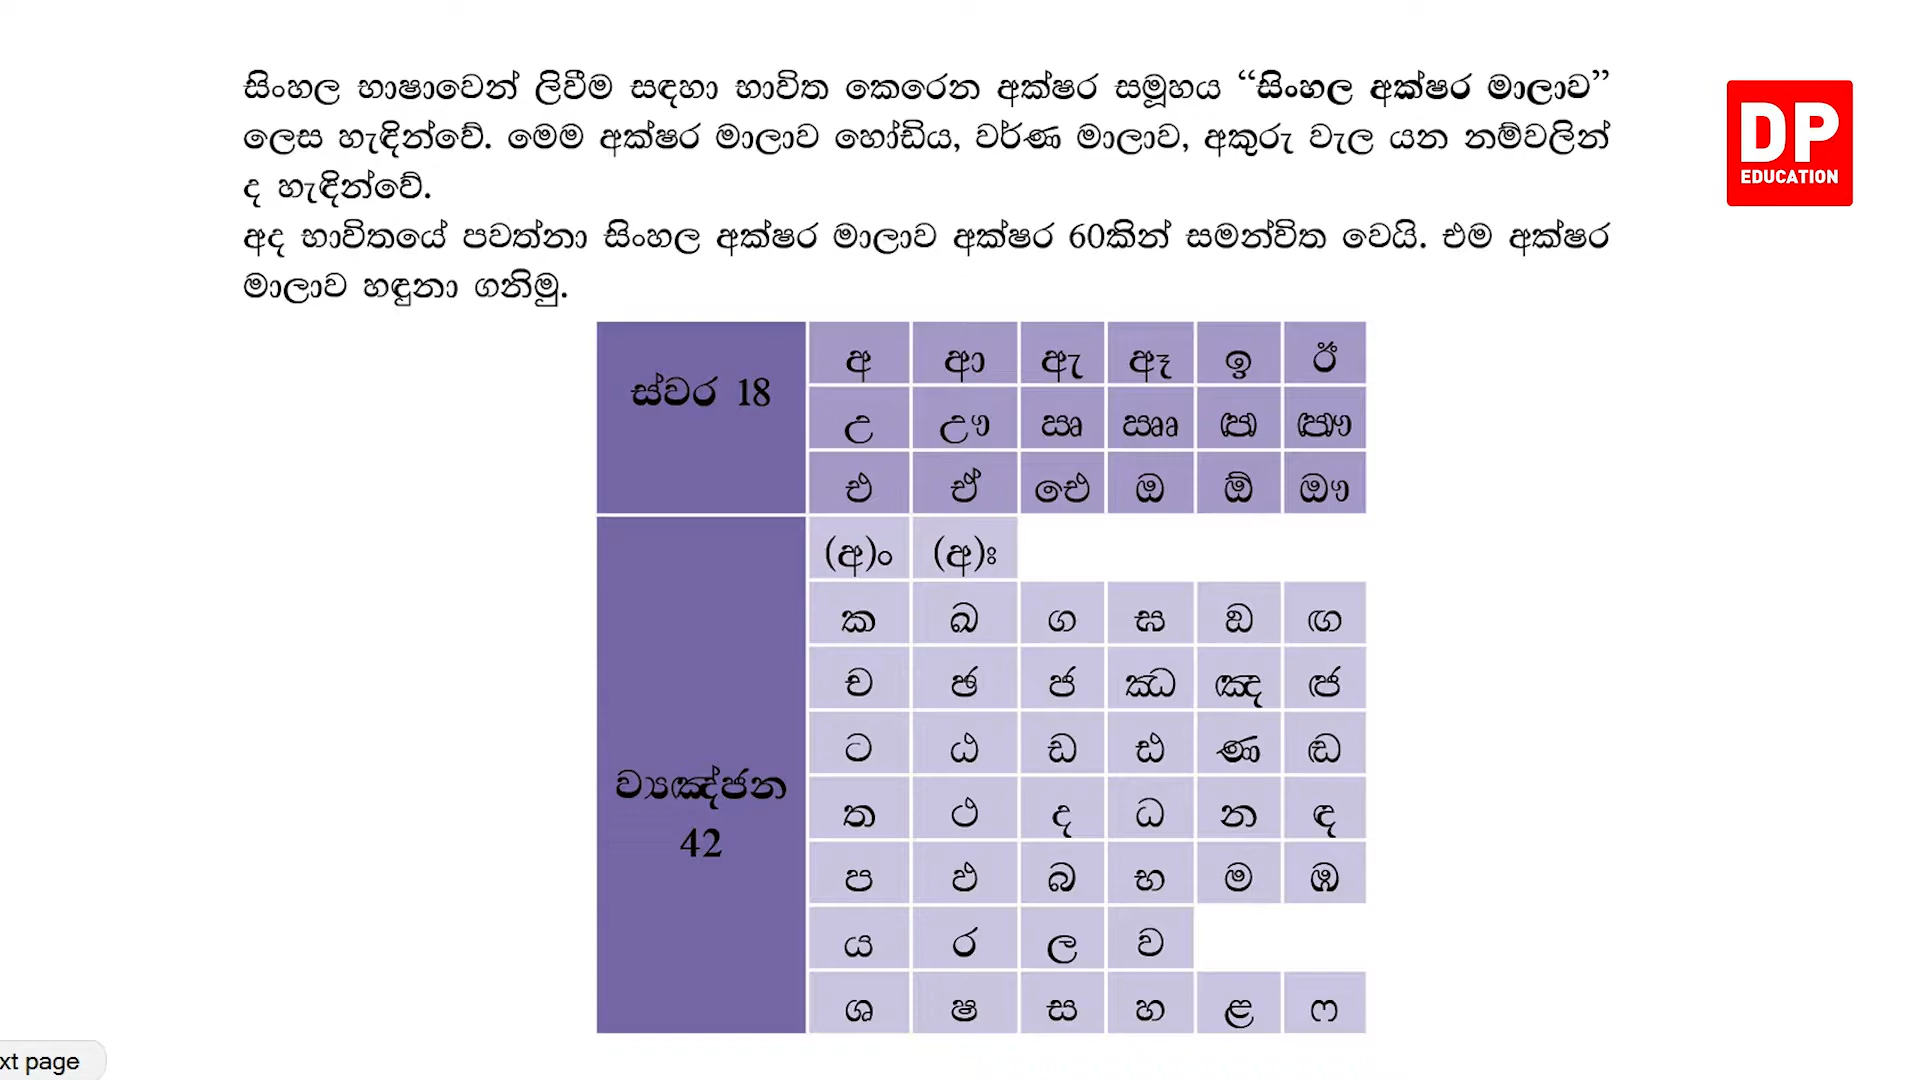 සිංහල භාෂාවෙන් ලිවීම සඳහා භාවිත කෙරෙන අක්ෂර සමූහය “සිංහල අක්ෂර මාලාව”
ලෙස හැඳින්වේ. මෙම අක්ෂර මාලාව හෝඩිය, වර්ණ මාලාව, අකුරු වැල යන නම්වලින්
ද හැඳින්වේ.
අද භාවිතයේ පවත්නා සිංහල අක්ෂර මාලාව අක්ෂර 60කින් සමන්විත වෙයි. එම අක්ෂර
මාලාව හඳුනා ගනිමු.
DP
EDUCATION
ස්වර 18
අ ආ ඇ ඈ ඉ ඊ
උ ඌ ඍ ඎ ඏ ඐ
එ ඒ ඓ ඔ ඕ ඖ
ව්‍යඤ්ජන
42
(අ)ං (අ)ඃ
ක ඛ ග ඝ ඞ ඟ
ච ඡ ජ ඣ ඤ ඦ
ට ඨ ඩ ඪ ණ ඬ
ත ථ ද ධ න ඳ
ප ඵ බ භ ම ඹ
ය ර ල ව
ශ ෂ ස හ ළ ෆ
xt page